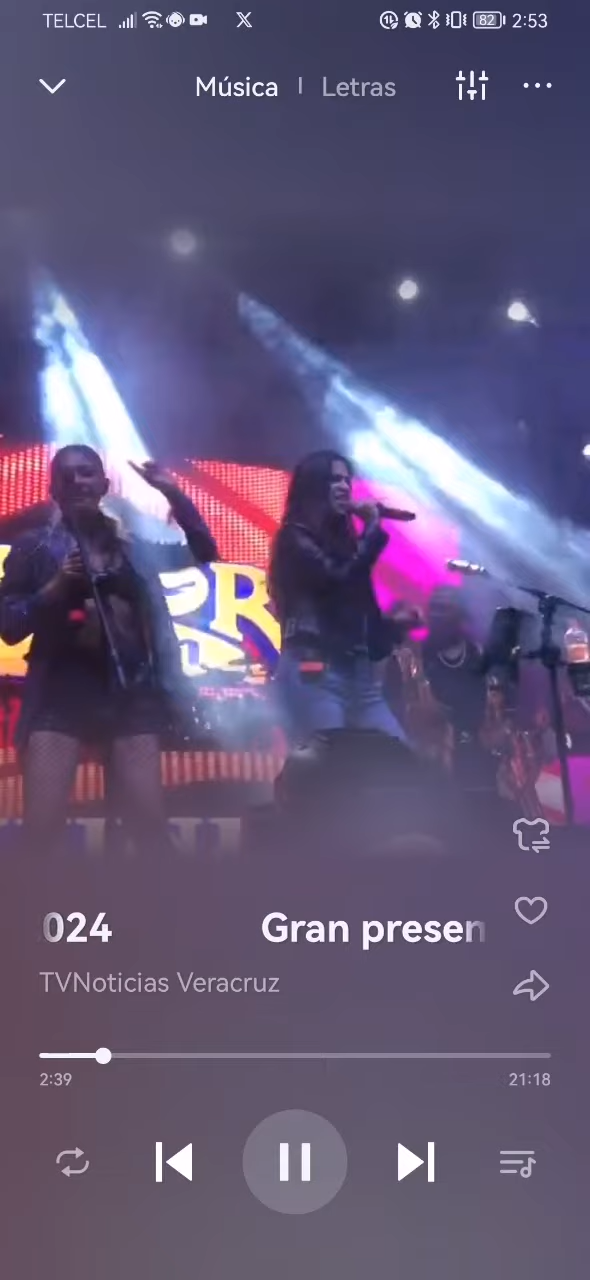 TELCEL 82 2:53
Música | Letras
R
024 Gran presen
TVNoticias Veracruz
2:39 21:18